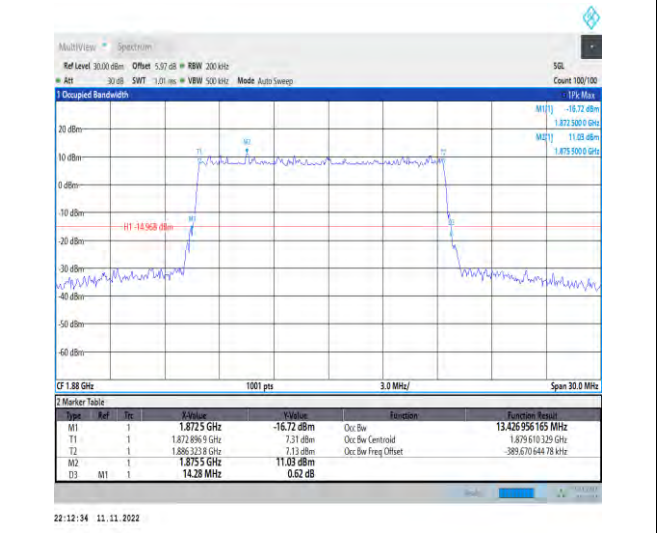 MultiView Spectrum
Ref Level 30.00 dBm Offset 5.97 dB RBW 200 kHz SGL
Att 30 dB SWT 1.01 ms VBW 500 kHz Mode Auto Sweep Count 100/100
1 Occupied Bandwidth 1Pk Max
M1[1] -16.72 dBm
1.872 500 0 GHz
M2[1] 11.03 dBm
1.875 500 0 GHz
20 dBm
M2
T1 T2
10 dBm
0 dBm
-10 dBm
M1 D3
H1 -14.968 dBm
-20 dBm
-30 dBm
-40 dBm
-50 dBm
-60 dBm
CF 1.88 GHz 1001 pts 3.0 MHz/ Span 30.0 MHz
2 Marker Table
Type Ref Trc X-Value Y-Value Function Function Result
M1 1 1.8725 GHz -16.72 dBm Occ Bw 13.426 956 165 MHz
T1 1 1.872 896 9 GHz 7.31 dBm Occ Bw Centroid 1.879 610 329 GHz
T2 1 1.886 323 8 GHz 7.13 dBm Occ Bw Freq Offset -389.670 644 78 kHz
M2 1 1.8755 GHz 11.03 dBm
D3 M1 1 14.28 MHz 0.62 dB
22:12:34 11.11.2022